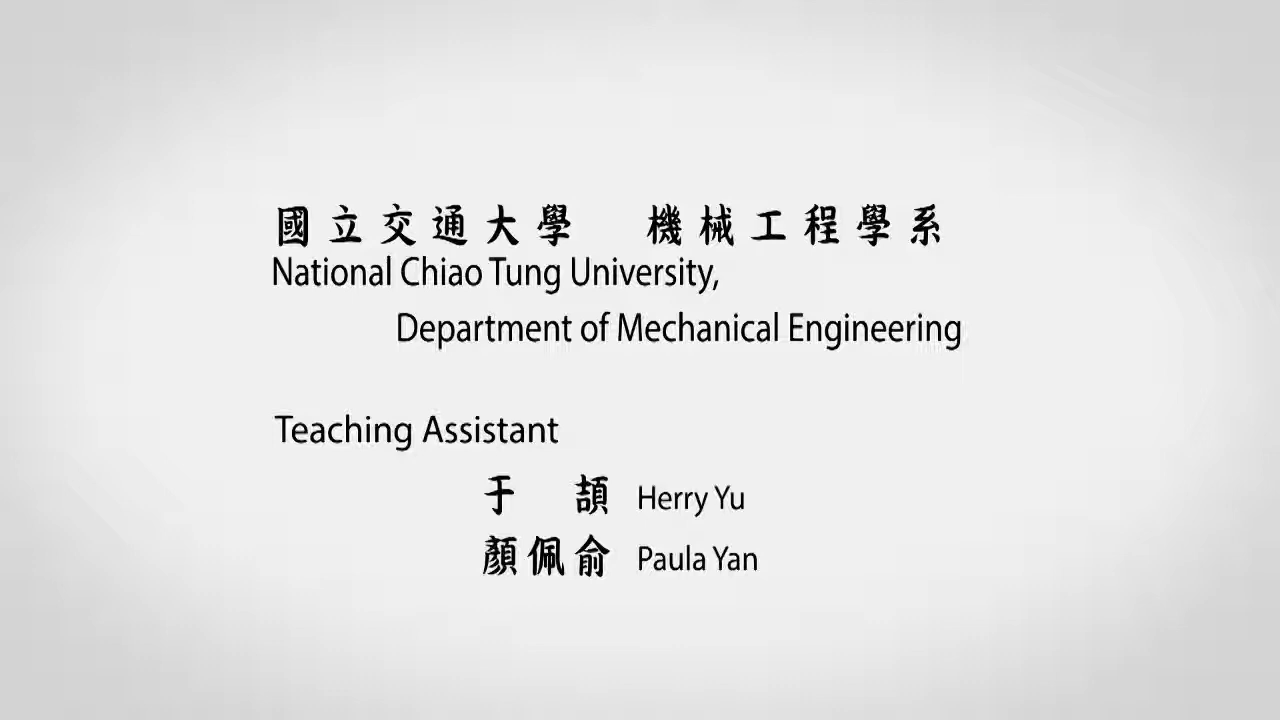 國立交通大學 機械工程學系
National Chiao Tung University,
Department of Mechanical Engineering
Teaching Assistant
于 頡 Herry Yu
顏佩俞 Paula Yan